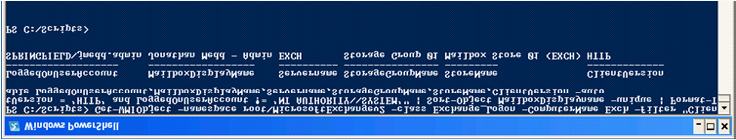 Windows PowerShell
PS C:\Scripts> Get-WMIObject -namespace root/MicrosoftExchangev2 -class Exchange_Logon -ComputerName Exch -Filter "Clien
tVersion = 'HTTP' and LoggedOnUserAccount != 'NT AUTHORITY\\SYSTEM'" | Sort-Object MailboxDisplayname -unique | Format-T
able LoggedOnUserAccount,MailboxDisplayName,Servername,StorageGroupName,StoreName,ClientVersion -auto
LoggedOnUserAccount MailboxDisplayName Servername StorageGroupName StoreName ClientVersion
------------------- ------------------ ---------- ---------------- --------- -------------
SPRINGFIELD\jmedd.admin Jonathan Medd - Admin EXCH Storage Group 01 Mailbox Store 01 (EXCH) HTTP
PS C:\Scripts>